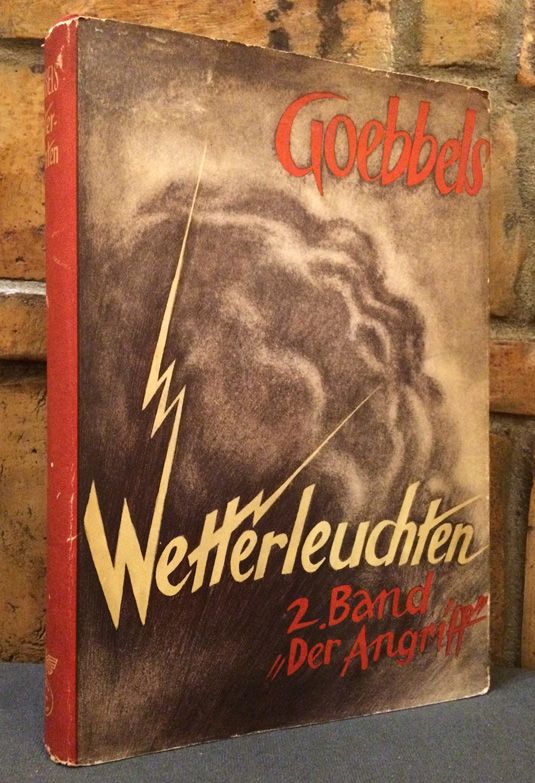 Goebbels
Wetterleuchten
2. Band
„Der Angriff"